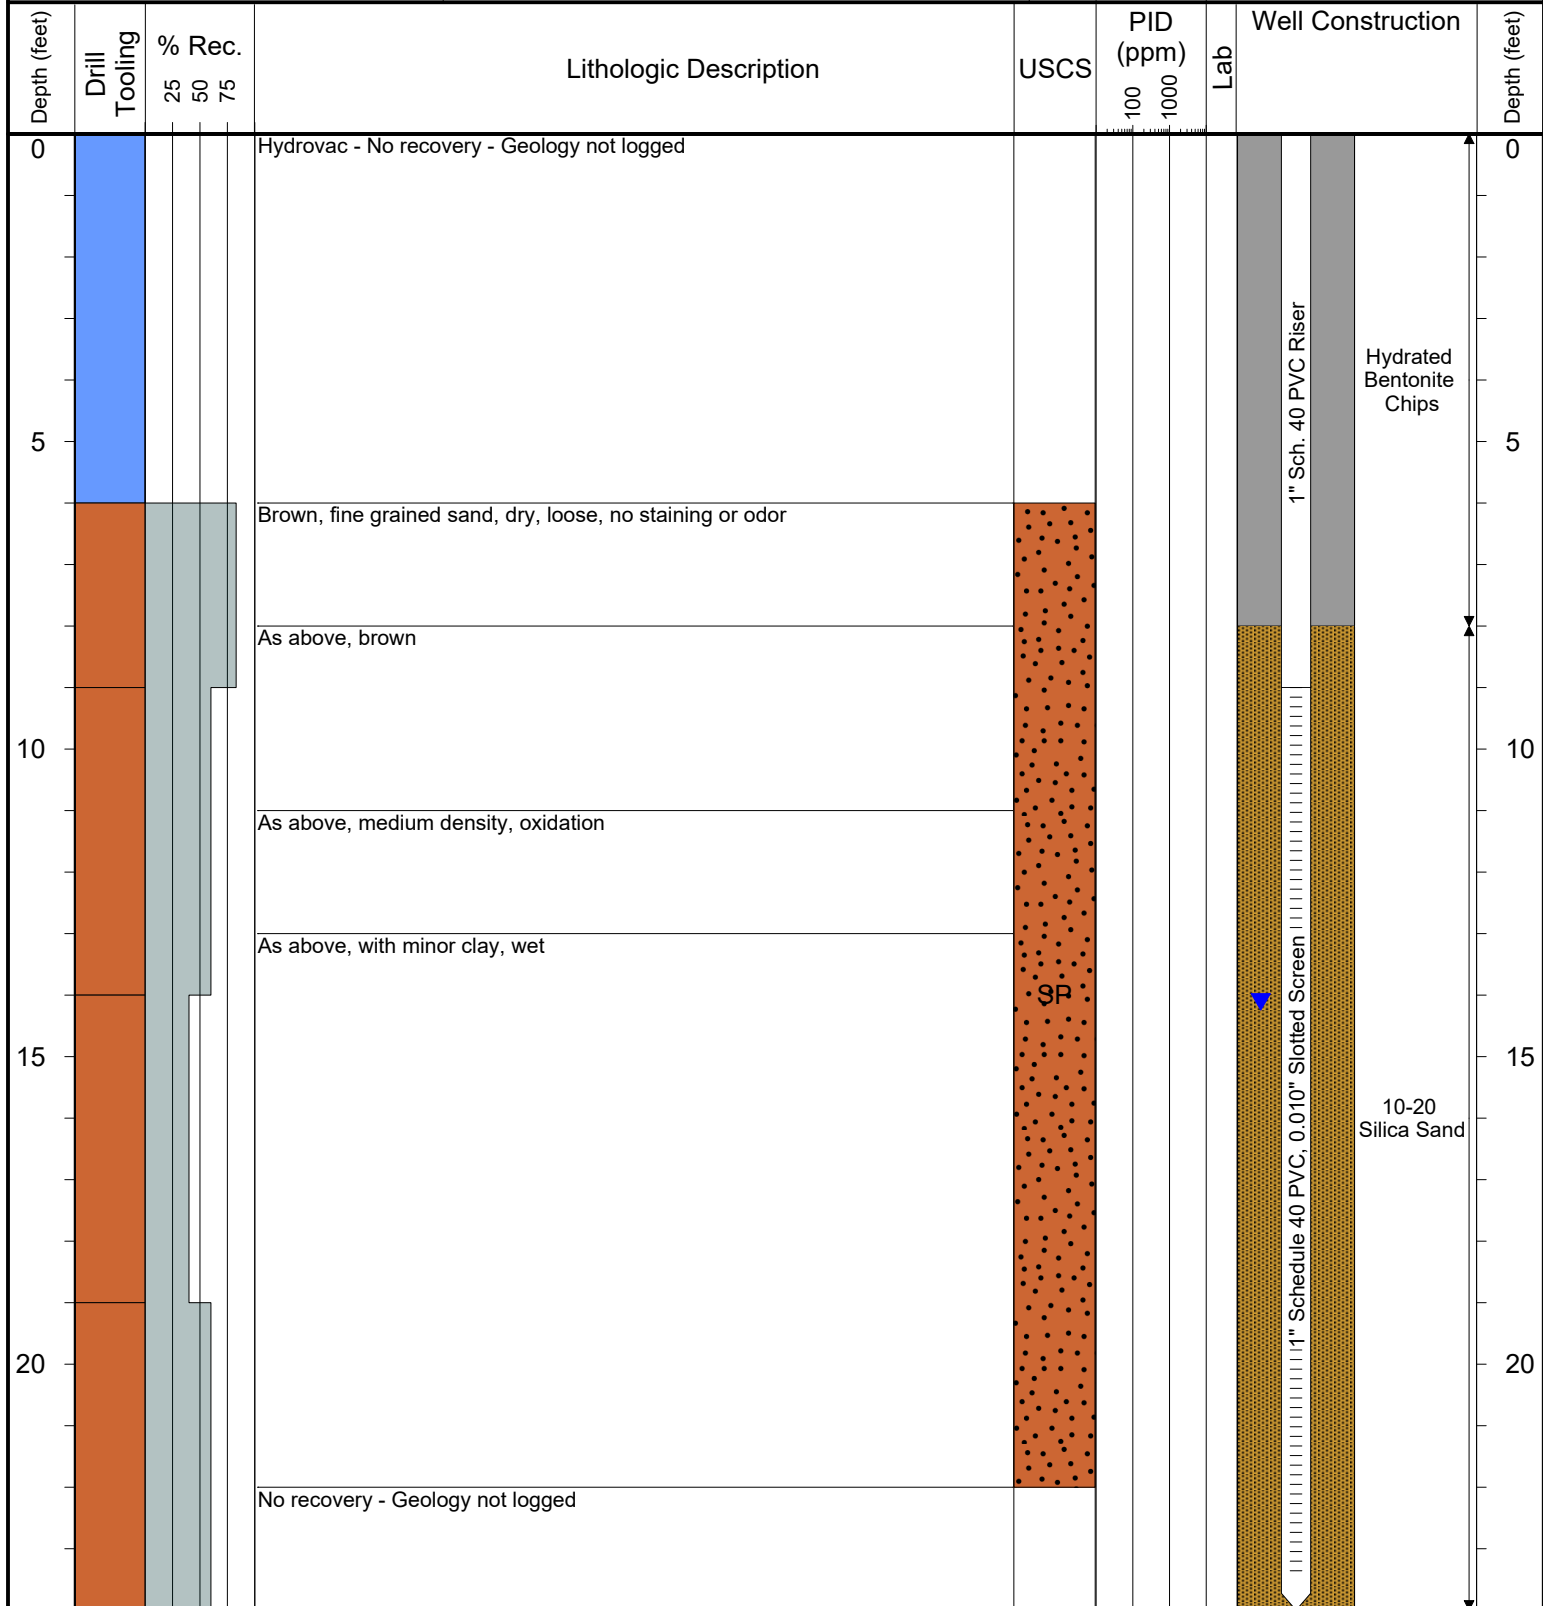 Depth (feet)
Drill
Tooling
% Rec.
25
50
75
Lithologic Description
USCS
PID
(ppm)
100
1000
Lab
Well Construction
Depth (feet)
0
Hydrovac - No recovery - Geology not logged
0
1" Sch. 40 PVC Riser
Hydrated
Bentonite
Chips
5
5
Brown, fine grained sand, dry, loose, no staining or odor
As above, brown
10
10
As above, medium density, oxidation
As above, with minor clay, wet
SP
1" Schedule 40 PVC, 0.010" Slotted Screen
15
15
10-20
Silica Sand
20
20
No recovery - Geology not logged